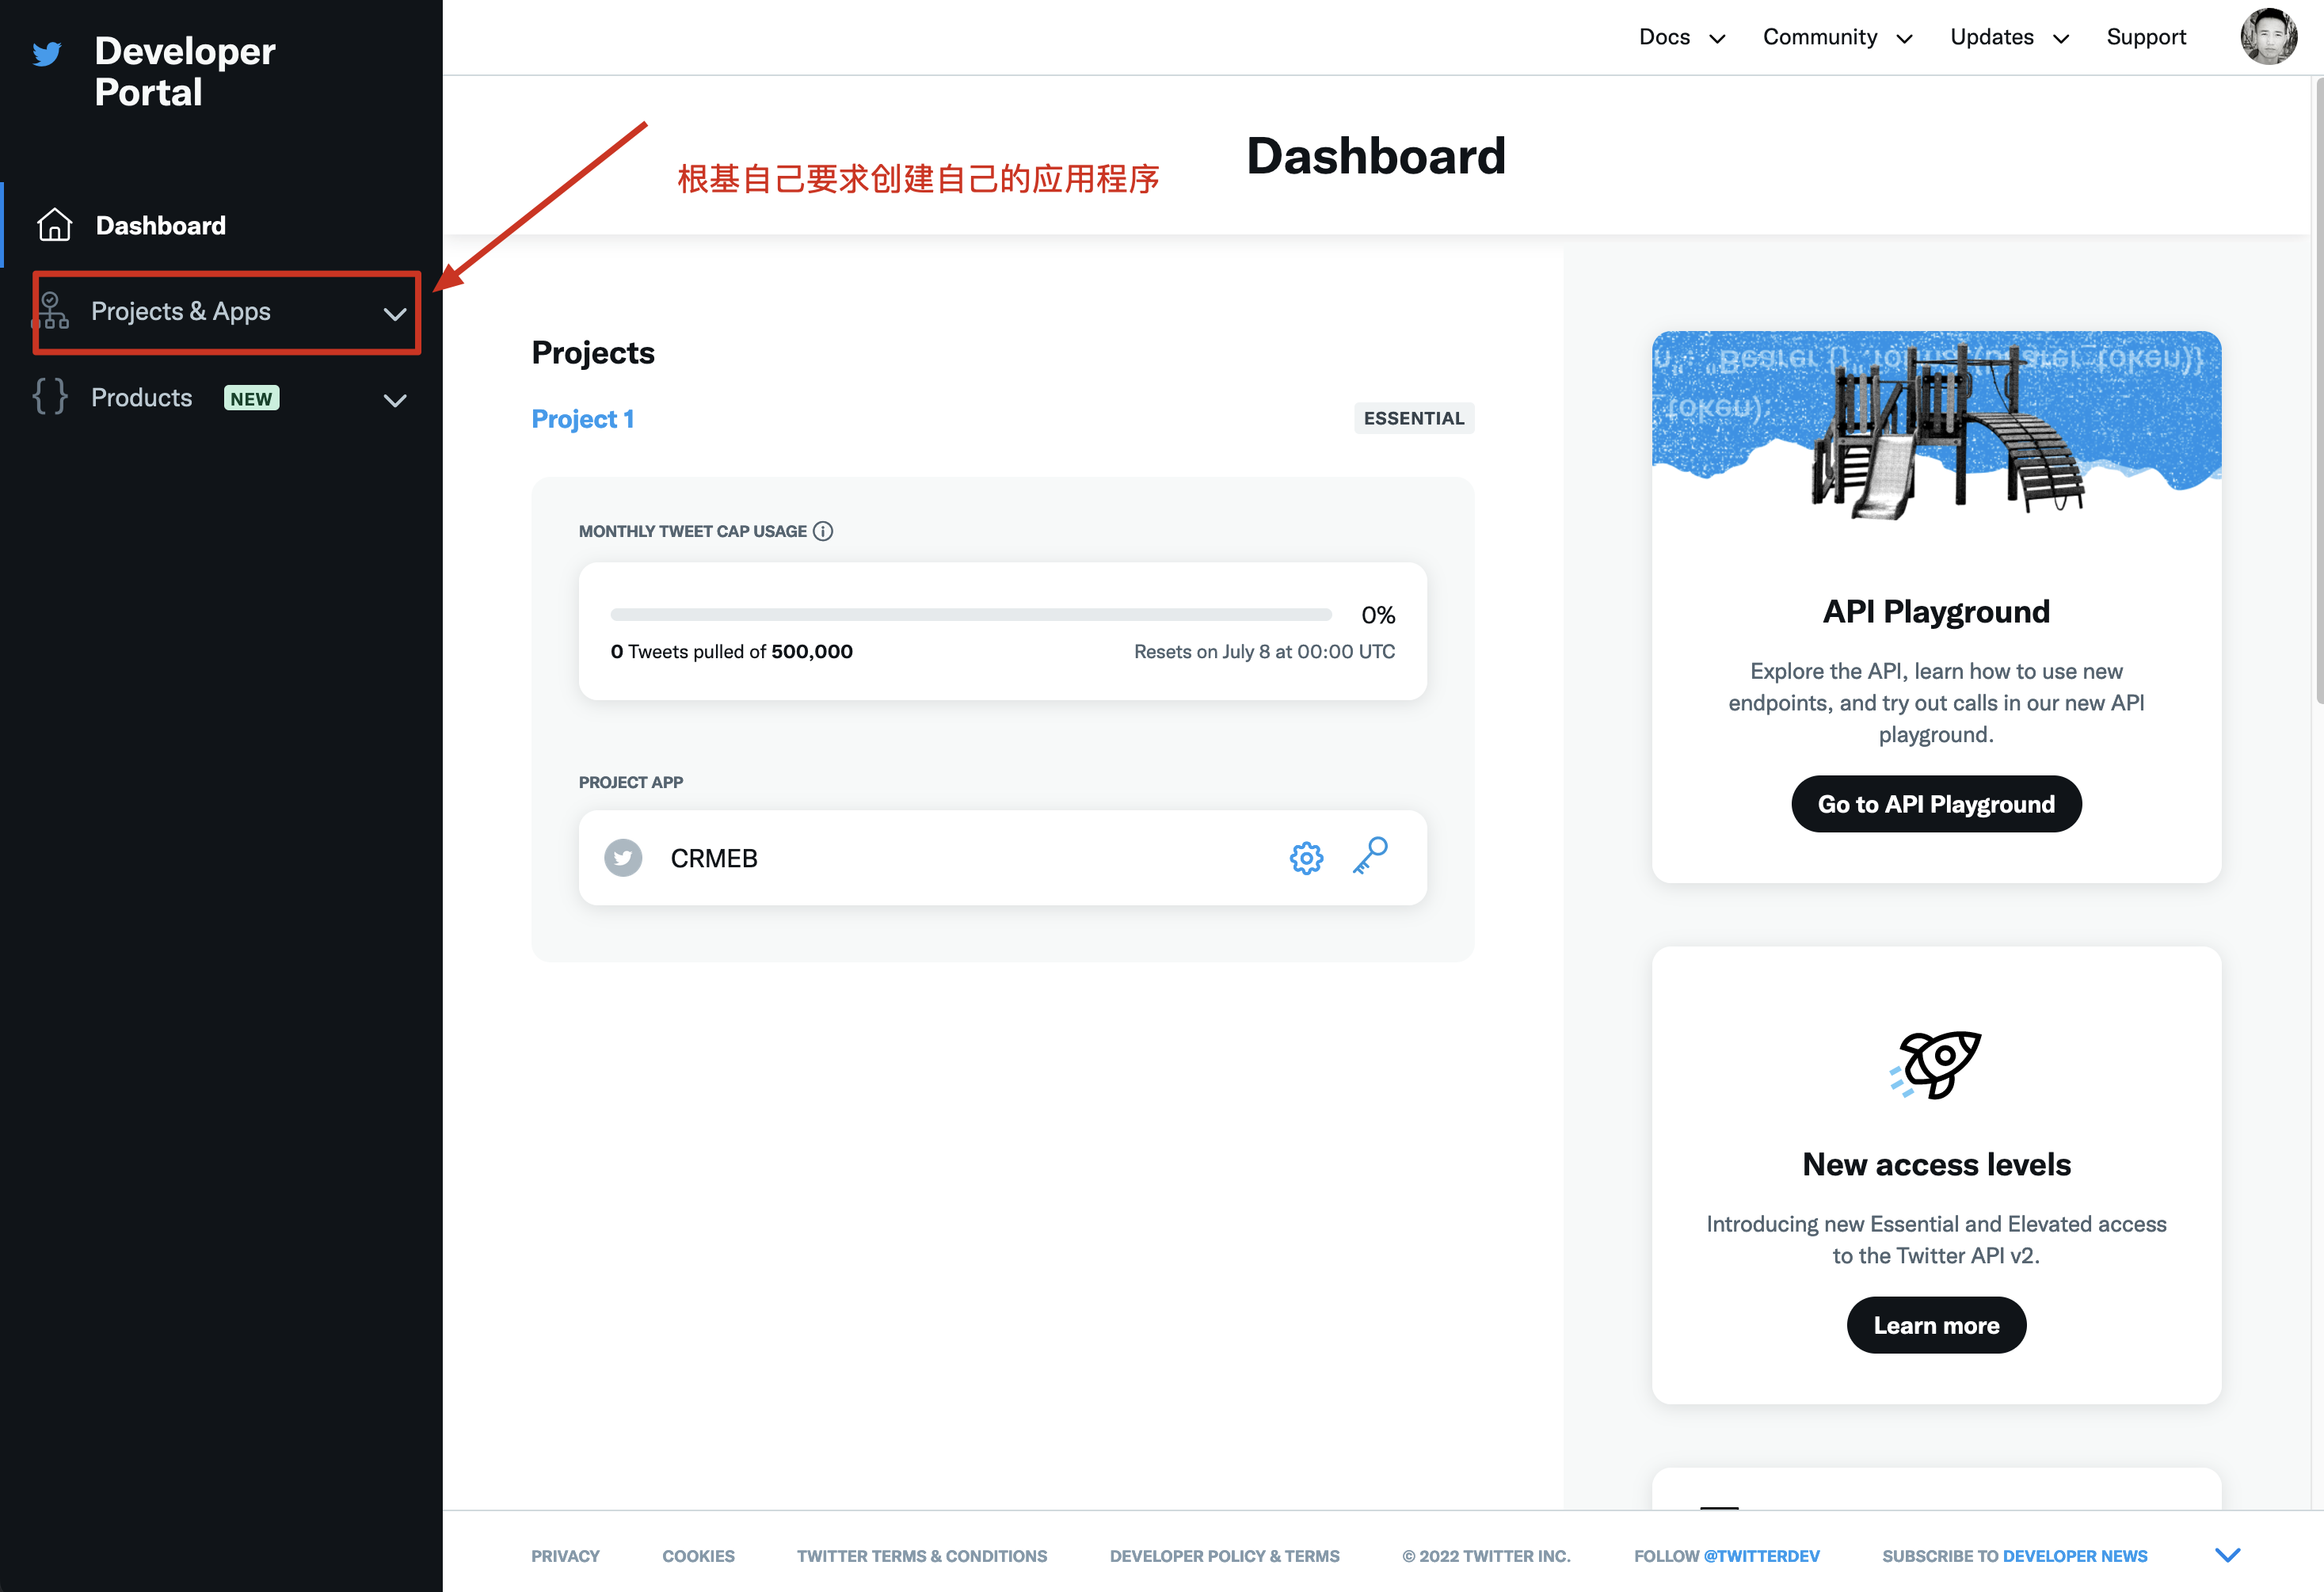 Developer
Portal
Dashboard
Projects & Apps
Products NEW
Docs Community Updates Support
根基自己要求创建自己的应用程序
Dashboard
Projects
Project 1 ESSENTIAL
MONTHLY TWEET CAP USAGE
0%
0 Tweets pulled of 500,000 Resets on July 8 at 00:00 UTC
PROJECT APP
CRMEB
API Playground
Explore the API, learn how to use new
endpoints, and try out calls in our new API
playground.
Go to API Playground
New access levels
Introducing new Essential and Elevated access
to the Twitter API v2.
Learn more
PRIVACY COOKIES TWITTER TERMS & CONDITIONS DEVELOPER POLICY & TERMS © 2022 TWITTER INC. FOLLOW @TWITTERDEV SUBSCRIBE TO DEVELOPER NEWS